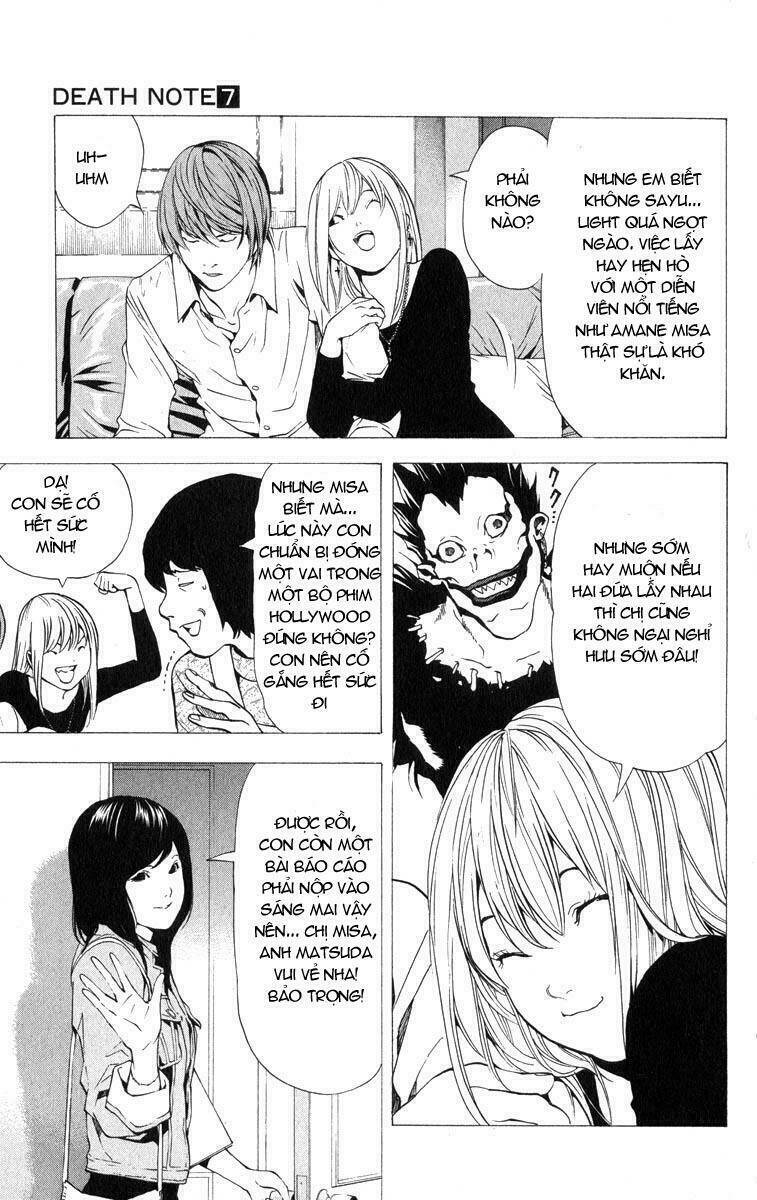 DEATH NOTE 7
NHƯNG EM BIẾT
KHÔNG SAYU...
LIGHT QUÁ NGỌT
NGÀO. VIỆC LẤY
HAY HẸN HÒ
VỚI MỘT DIỄN
VIÊN NỔI TIẾNG
NHƯ AMANE MISA
THẬT SỰ LÀ KHÓ
KHĂN.
PHẢI
KHÔNG
NÀO?
UH-
UHM
ククッ
NHƯNG SỚM
HAY MUỘN NẾU
HAI ĐỨA LẤY NHAU
THÌ CHỊ CŨNG
KHÔNG NGẠI NGHỈ
HƯU SỚM ĐÂU!
NHƯNG MISA
BIẾT MÀ...
LÚC NÀY CON
CHUẨN BỊ ĐÓNG
MỘT VAI TRONG
MỘT BỘ PHIM
HOLLYWOOD
ĐÚNG KHÔNG?
CON NÊN CỐ
GẮNG HẾT SỨC
ĐI
DẠ!
CON SẼ CỐ
HẾT SỨC
MÌNH!
ĐƯỢC RỒI,
CON CÒN MỘT
BÀI BÁO CÁO
PHẢI NỘP VÀO
SÁNG MAI VẬY
NÊN... CHỊ MISA,
ANH MATSUDA
VUI VẺ NHA!
BẢO TRỌNG!